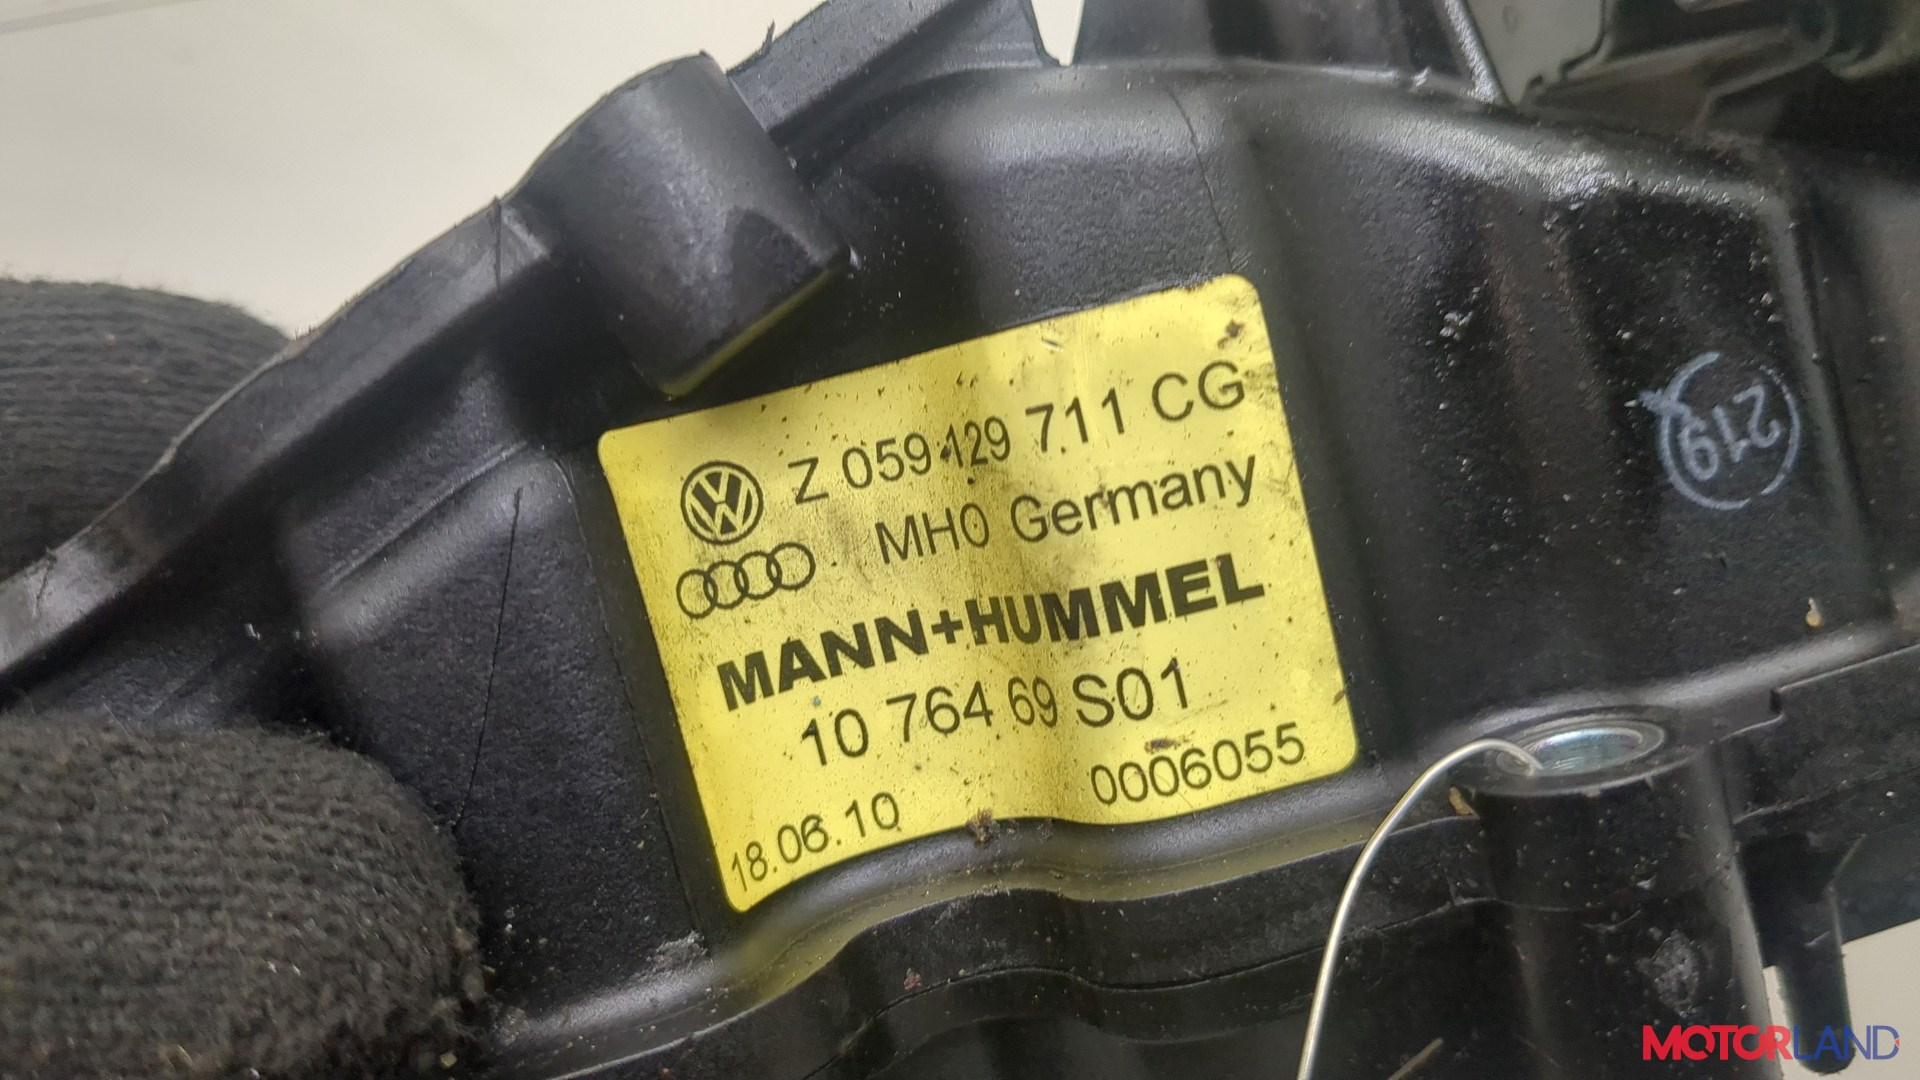 Z 059 129 711 CG
MH0 Germany
MANN+HUMMEL
10 764 69 S01
18.06.10 0006055
219
MOTORLAND